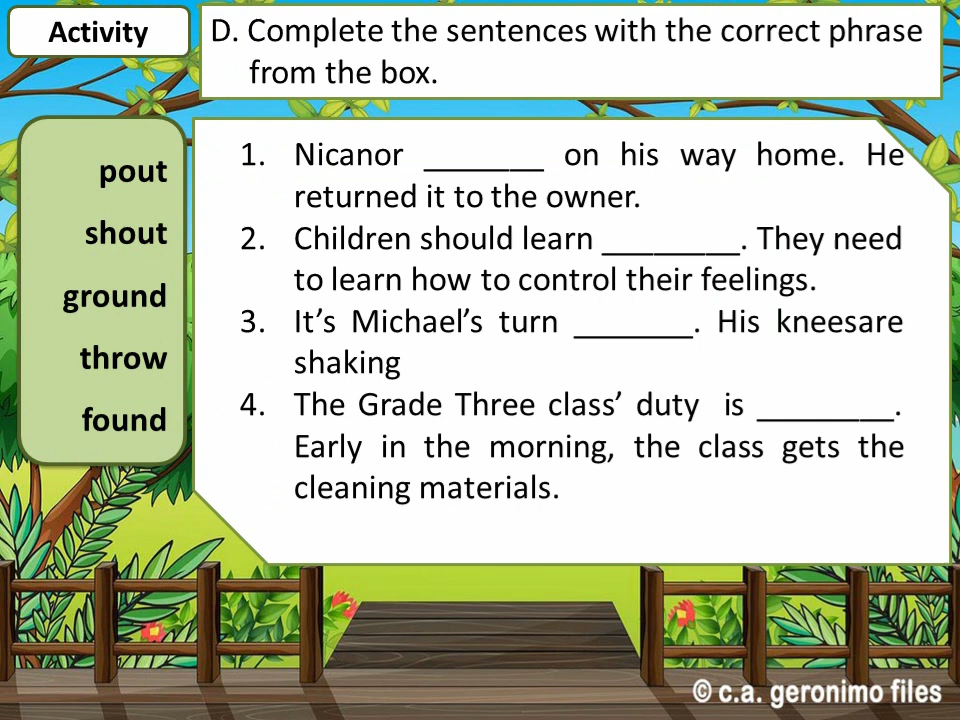 Activity
D. Complete the sentences with the correct phrase
from the box.
pout
shout
ground
throw
found
1. Nicanor _______ on his way home. He
returned it to the owner.
2. Children should learn ________. They need
to learn how to control their feelings.
3. It’s Michael’s turn _______. His kneesare
shaking
4. The Grade Three class’ duty is ________.
Early in the morning, the class gets the
cleaning materials.
© c.a. geronimo files